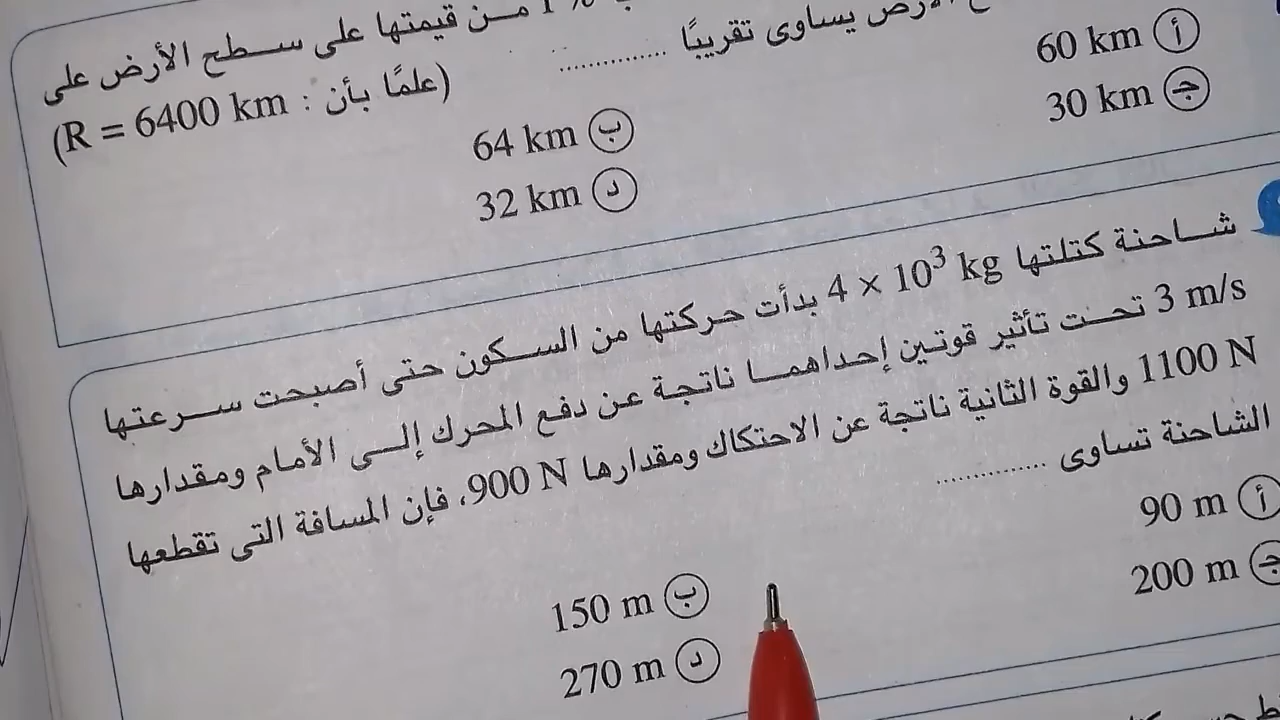 1% من قيمتها على سطح الأرض على
الأرض يساوى تقريبًا ..............
(علمًا بأن : R = 6400 km)
أ 60 km
ب 64 km
ج 30 km
د 32 km
شاحنة كتلتها 4 × 10³ kg بدأت حركتها من السكون حتى أصبحت سرعتها
3 m/s تحت تأثير قوتين إحداهما ناتجة عن دفع المحرك إلى الأمام ومقدارها
1100 N والقوة الثانية ناتجة عن الاحتكاك ومقدارها 900 N، فإن المسافة التى تقطعها
الشاحنة تساوى ..............
أ 90 m
ب 150 m
ج 200 m
د 270 m